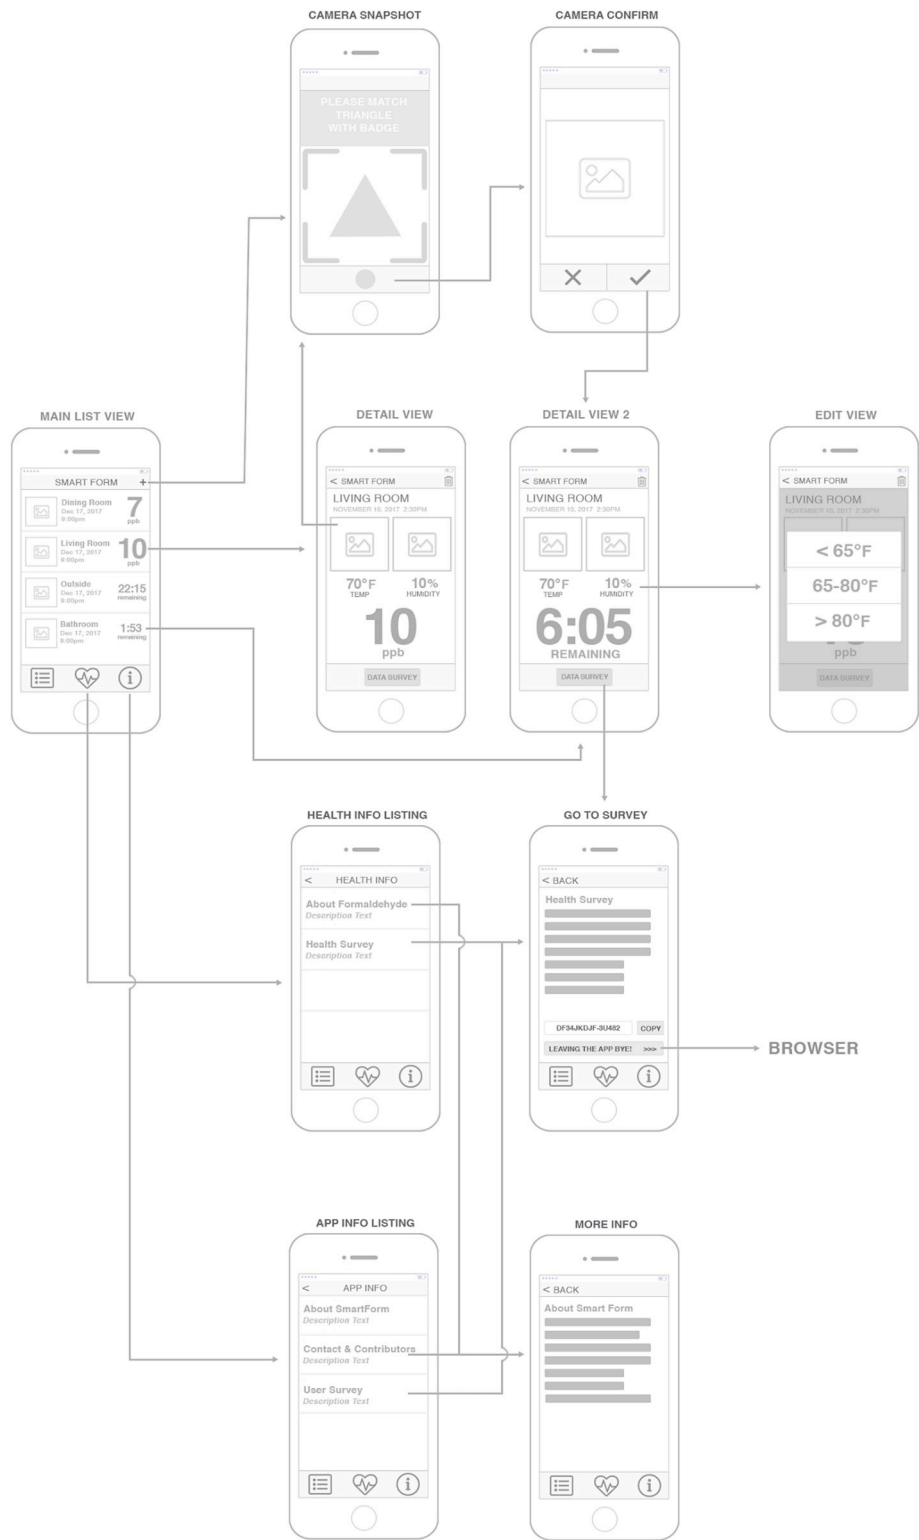 CAMERA SNAPSHOT
CAMERA CONFIRM
PLEASE MATCH
TRIANGLE
WITH BADGE
MAIN LIST VIEW
SMART FORM +
Dining Room
Dec 17, 2017
9:00pm
7
ppb
Living Room
Dec 17, 2017
9:00pm
10
ppb
Outside
Dec 17, 2017
9:00pm
22:15
remaining
Bathroom
Dec 17, 2017
8:00pm
1:53
remaining
DETAIL VIEW
< SMART FORM
LIVING ROOM
NOVEMBER 10, 2017 2:30PM
70°F
TEMP
10%
HUMIDITY
10
ppb
DATA SURVEY
DETAIL VIEW 2
< SMART FORM
LIVING ROOM
NOVEMBER 10, 2017 2:30PM
70°F
TEMP
10%
HUMIDITY
6:05
REMAINING
DATA SURVEY
EDIT VIEW
< SMART FORM
LIVING ROOM
NOVEMBER 10, 2017 2:30PM
< 65°F
65-80°F
> 80°F
ppb
DATA SURVEY
HEALTH INFO LISTING
< HEALTH INFO
About Formaldehyde
Description Text
Health Survey
Description Text
GO TO SURVEY
< BACK
Health Survey
DF34JKDJF-3U482
COPY
LEAVING THE APP BYE! >>>
BROWSER
APP INFO LISTING
< APP INFO
About SmartForm
Description Text
Contact & Contributors
Description Text
User Survey
Description Text
MORE INFO
< BACK
About Smart Form